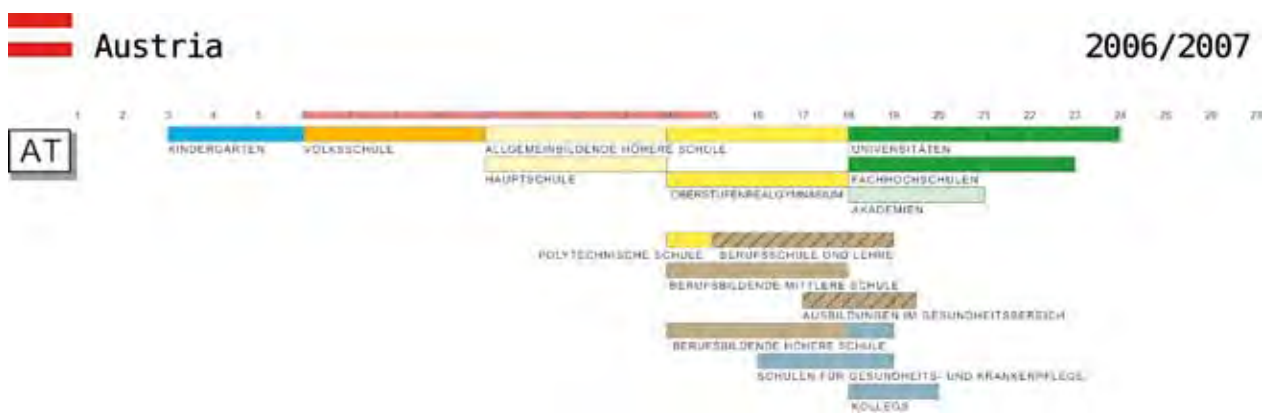 Austria 2006/2007
1 2 3 4 5 15 16 17 18 19 20 21 22 23 24 25 26 27
AT
KINDERGARTEN VOLKSSCHULE ALLGEMEINBILDENDE HÖHERE SCHULE UNIVERSITÄTEN
HAUPTSCHULE FACHHOCHSCHULEN
OBERSTUFENREALGYMNASIUM
AKADEMIEN
POLYTECHNISCHE SCHULE BERUFSSCHULE UND LEHRE
BERUFSBILDENDE MITTLERE SCHULE
AUSBILDUNGEN IM GESUNDHEITSBEREICH
BERUFSBILDENDE HÖHERE SCHULE
SCHULEN FÜR GESUNDHEITS- UND KRANKENPFLEGE
KOLLEGS